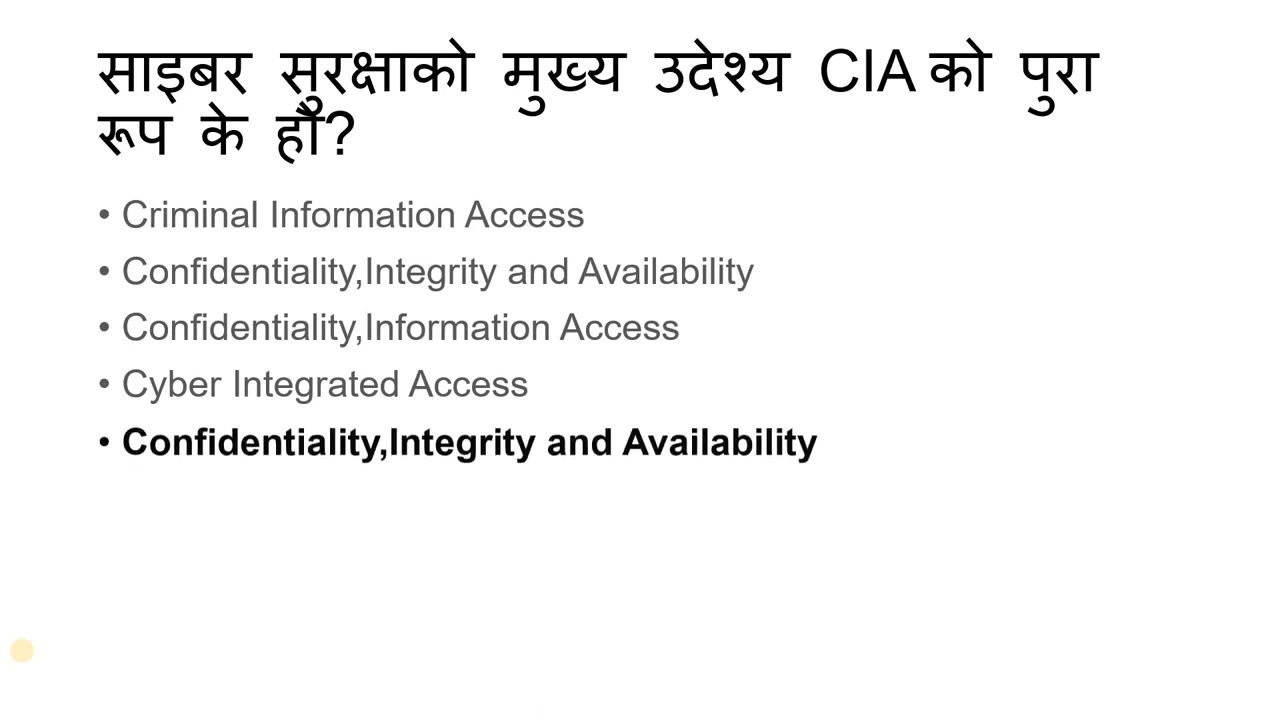 साइबर सुरक्षाको मुख्य उदेश्य CIA को पुरा
रूप के हो?
• Criminal Information Access
• Confidentiality,Integrity and Availability
• Confidentiality,Information Access
• Cyber Integrated Access
• Confidentiality,Integrity and Availability